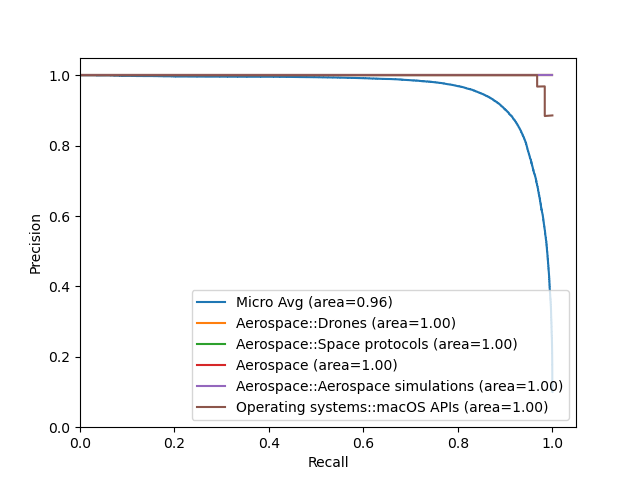 1.0
0.8
0.6
0.4
0.2
0.0
Precision
Micro Avg (area=0.96)
Aerospace::Drones (area=1.00)
Aerospace::Space protocols (area=1.00)
Aerospace (area=1.00)
Aerospace::Aerospace simulations (area=1.00)
Operating systems::macOS APIs (area=1.00)
0.0 0.2 0.4 0.6 0.8 1.0
Recall